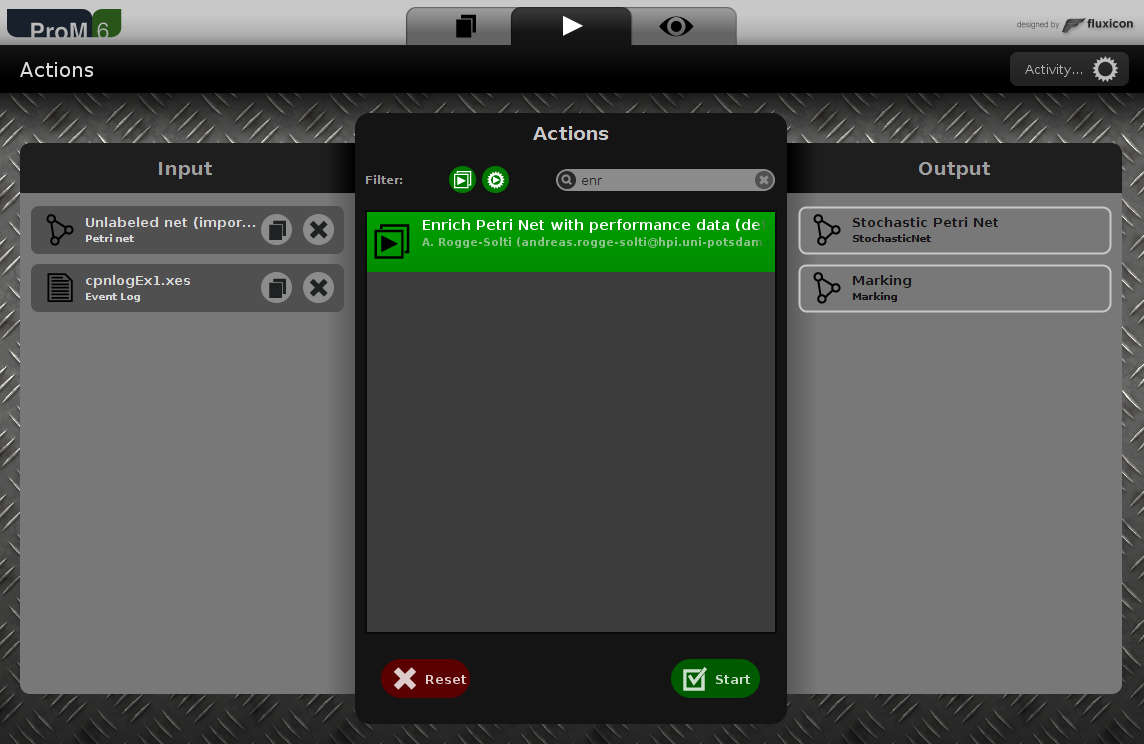 ProM 6
designed by fluxicon
Actions
Activity...
Input
Unlabeled net (impor...
Petri net
cpnlogEx1.xes
Event Log
Actions
Filter:
enr
Enrich Petri Net with performance data (de
A. Rogge-Solti (andreas.rogge-solti@hpi.uni-potsdam
Reset
Start
Output
Stochastic Petri Net
StochasticNet
Marking
Marking